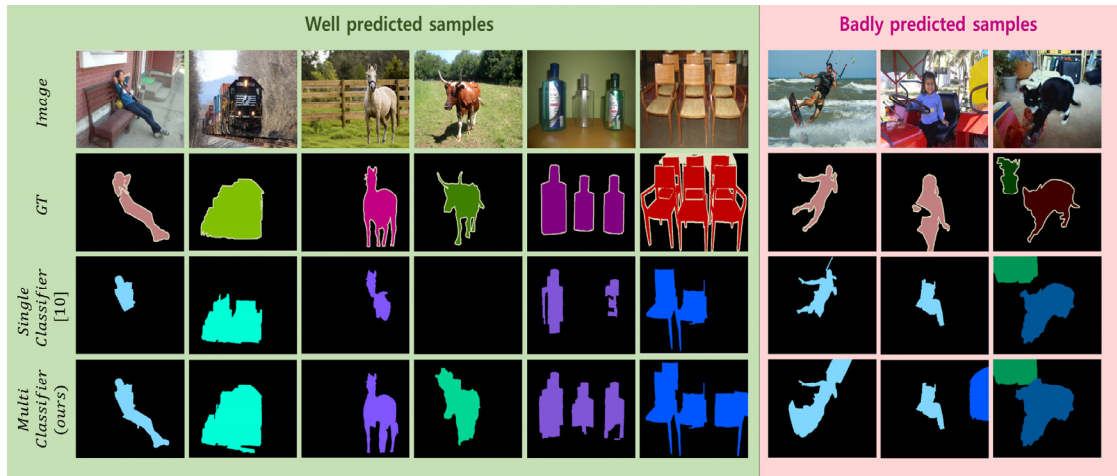 Well predicted samples
Badly predicted samples
Image
GT
Single
Classifier
[10]
Multi
Classifier
(ours)